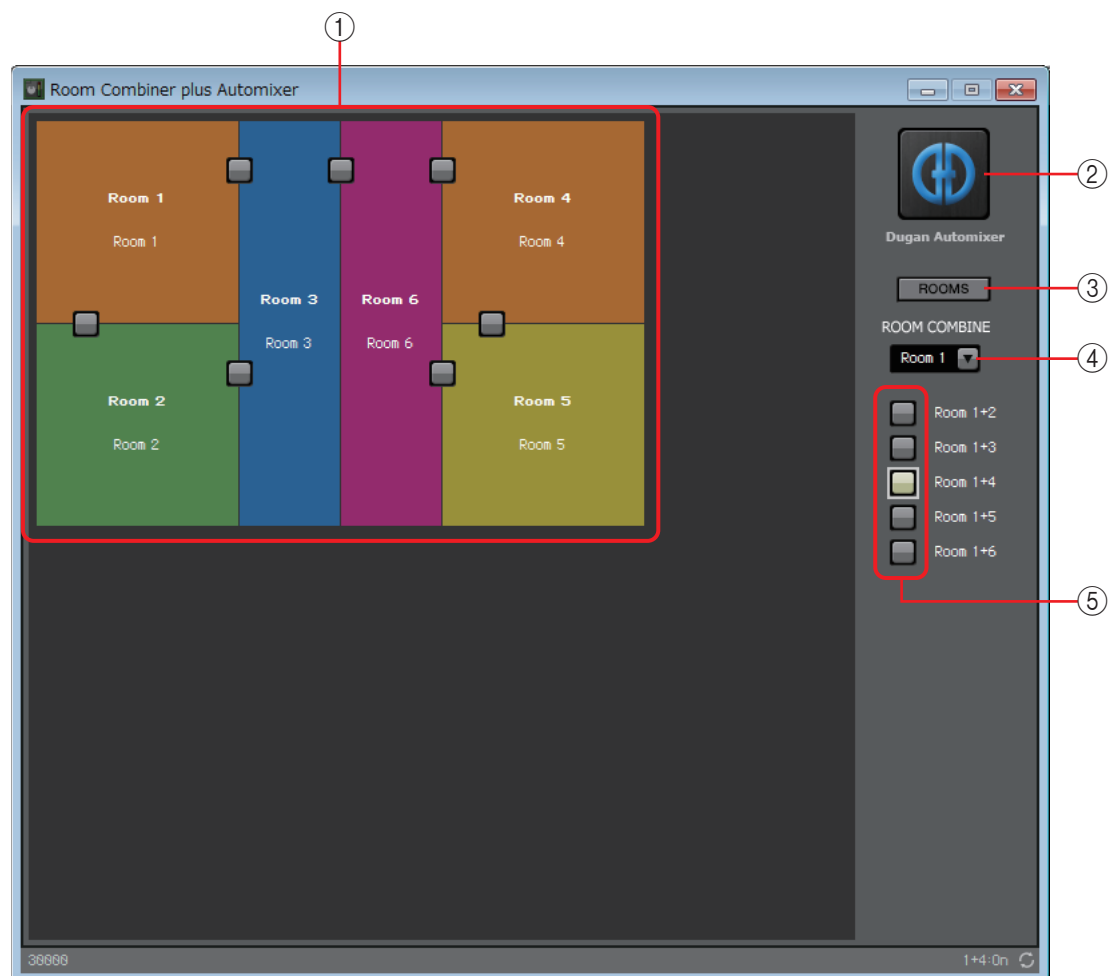 ①
Room Combiner plus Automixer
Room 1
Room 1
Room 4
Room 4
Room 3
Room 3
Room 6
Room 6
Room 2
Room 2
Room 5
Room 5
②
Dugan Automixer
ROOMS
③
ROOM COMBINE
Room 1
④
Room 1+2
Room 1+3
Room 1+4
Room 1+5
Room 1+6
⑤
30000
1+4:On